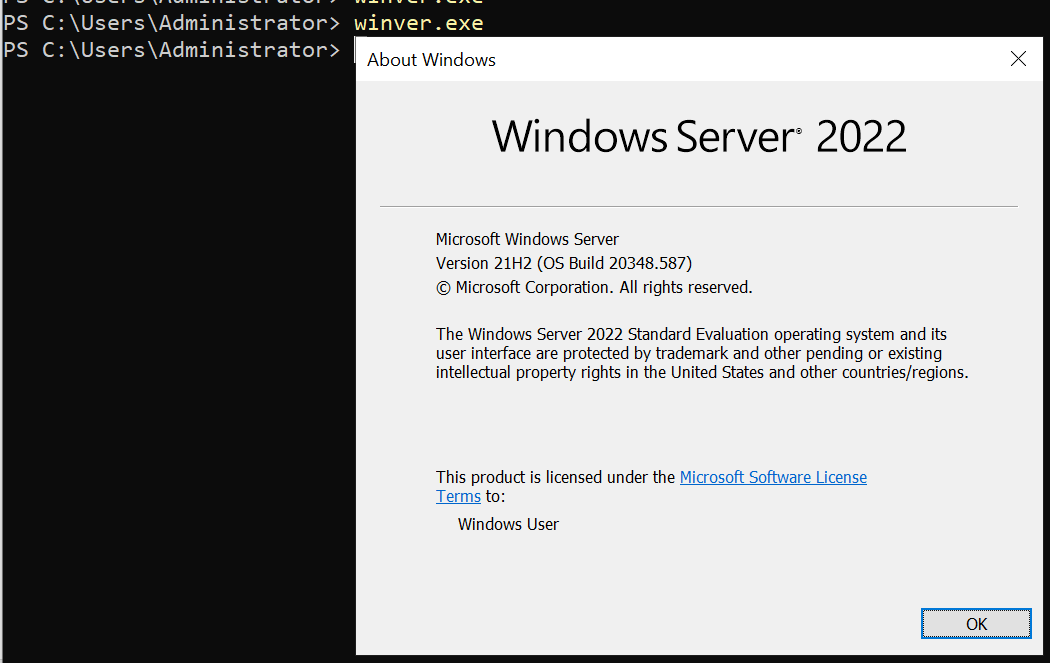 PS C:\Users\Administrator> winver.exe
PS C:\Users\Administrator> winver.exe
PS C:\Users\Administrator>
About Windows
Windows Server® 2022
Microsoft Windows Server
Version 21H2 (OS Build 20348.587)
© Microsoft Corporation. All rights reserved.
The Windows Server 2022 Standard Evaluation operating system and its
user interface are protected by trademark and other pending or existing
intellectual property rights in the United States and other countries/regions.
This product is licensed under the Microsoft Software License
Terms to:
Windows User
OK